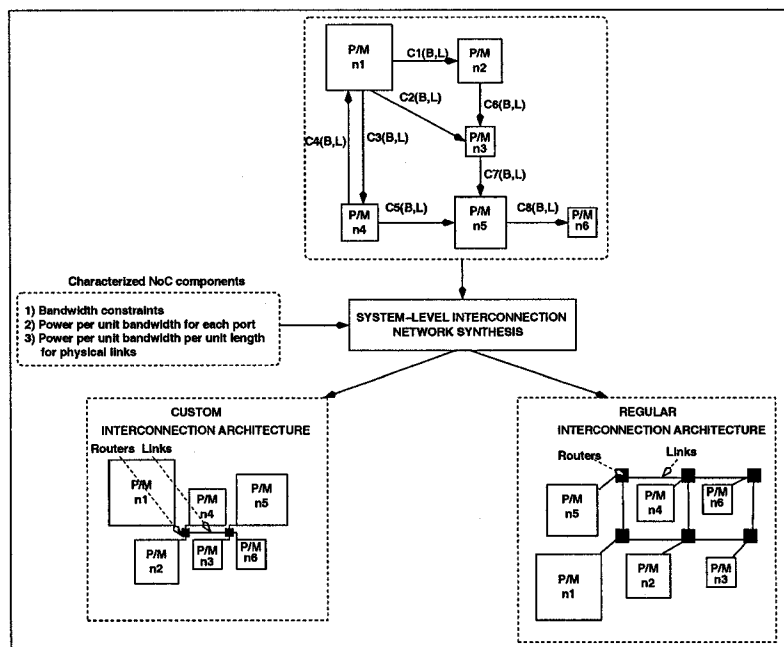 P/M
n1
C1(B,L)
P/M
n2
C2(B,L)
C6(B,L)
C4(B,L)
C3(B,L)
P/M
n3
C7(B,L)
P/M
n4
C5(B,L)
P/M
n5
C8(B,L)
P/M
n6
Characterized NoC components
1) Bandwidth constraints
2) Power per unit bandwidth for each port
3) Power per unit bandwidth per unit length
for physical links
SYSTEM-LEVEL INTERCONNECTION
NETWORK SYNTHESIS
CUSTOM
INTERCONNECTION ARCHITECTURE
Routers Links
P/M
n1
P/M
n4
P/M
n5
P/M
n2
P/M
n3
P/M
n6
REGULAR
INTERCONNECTION ARCHITECTURE
Routers
Links
P/M
n5
P/M
n4
P/M
n6
P/M
n1
P/M
n2
P/M
n3